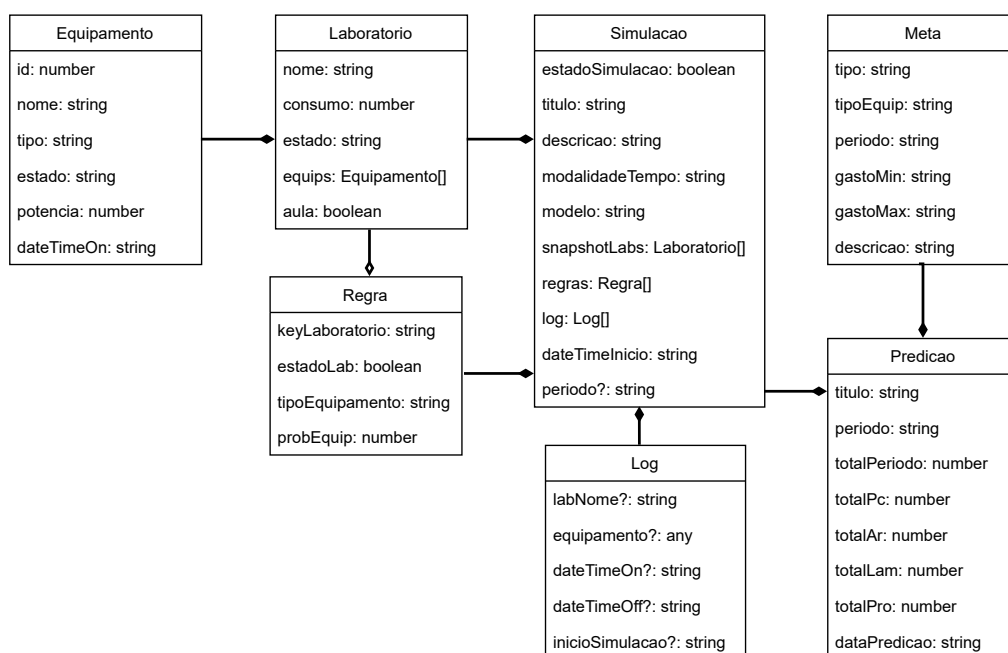 Equipamento
id: number
nome: string
tipo: string
estado: string
potencia: number
dateTimeOn: string
Laboratorio
nome: string
consumo: number
estado: string
equips: Equipamento[]
aula: boolean
Simulacao
estadoSimulacao: boolean
titulo: string
descricao: string
modalidadeTempo: string
modelo: string
snapshotLabs: Laboratorio[]
regras: Regra[]
log: Log[]
dateTimeInicio: string
periodo?: string
Meta
tipo: string
tipoEquip: string
periodo: string
gastoMin: string
gastoMax: string
descricao: string
Regra
keyLaboratorio: string
estadoLab: boolean
tipoEquipamento: string
probEquip: number
Log
labNome?: string
equipamento?: any
dateTimeOn?: string
dateTimeOff?: string
inicioSimulacao?: string
Predicao
titulo: string
periodo: string
totalPeriodo: number
totalPc: number
totalAr: number
totalLam: number
totalPro: number
dataPredicao: string